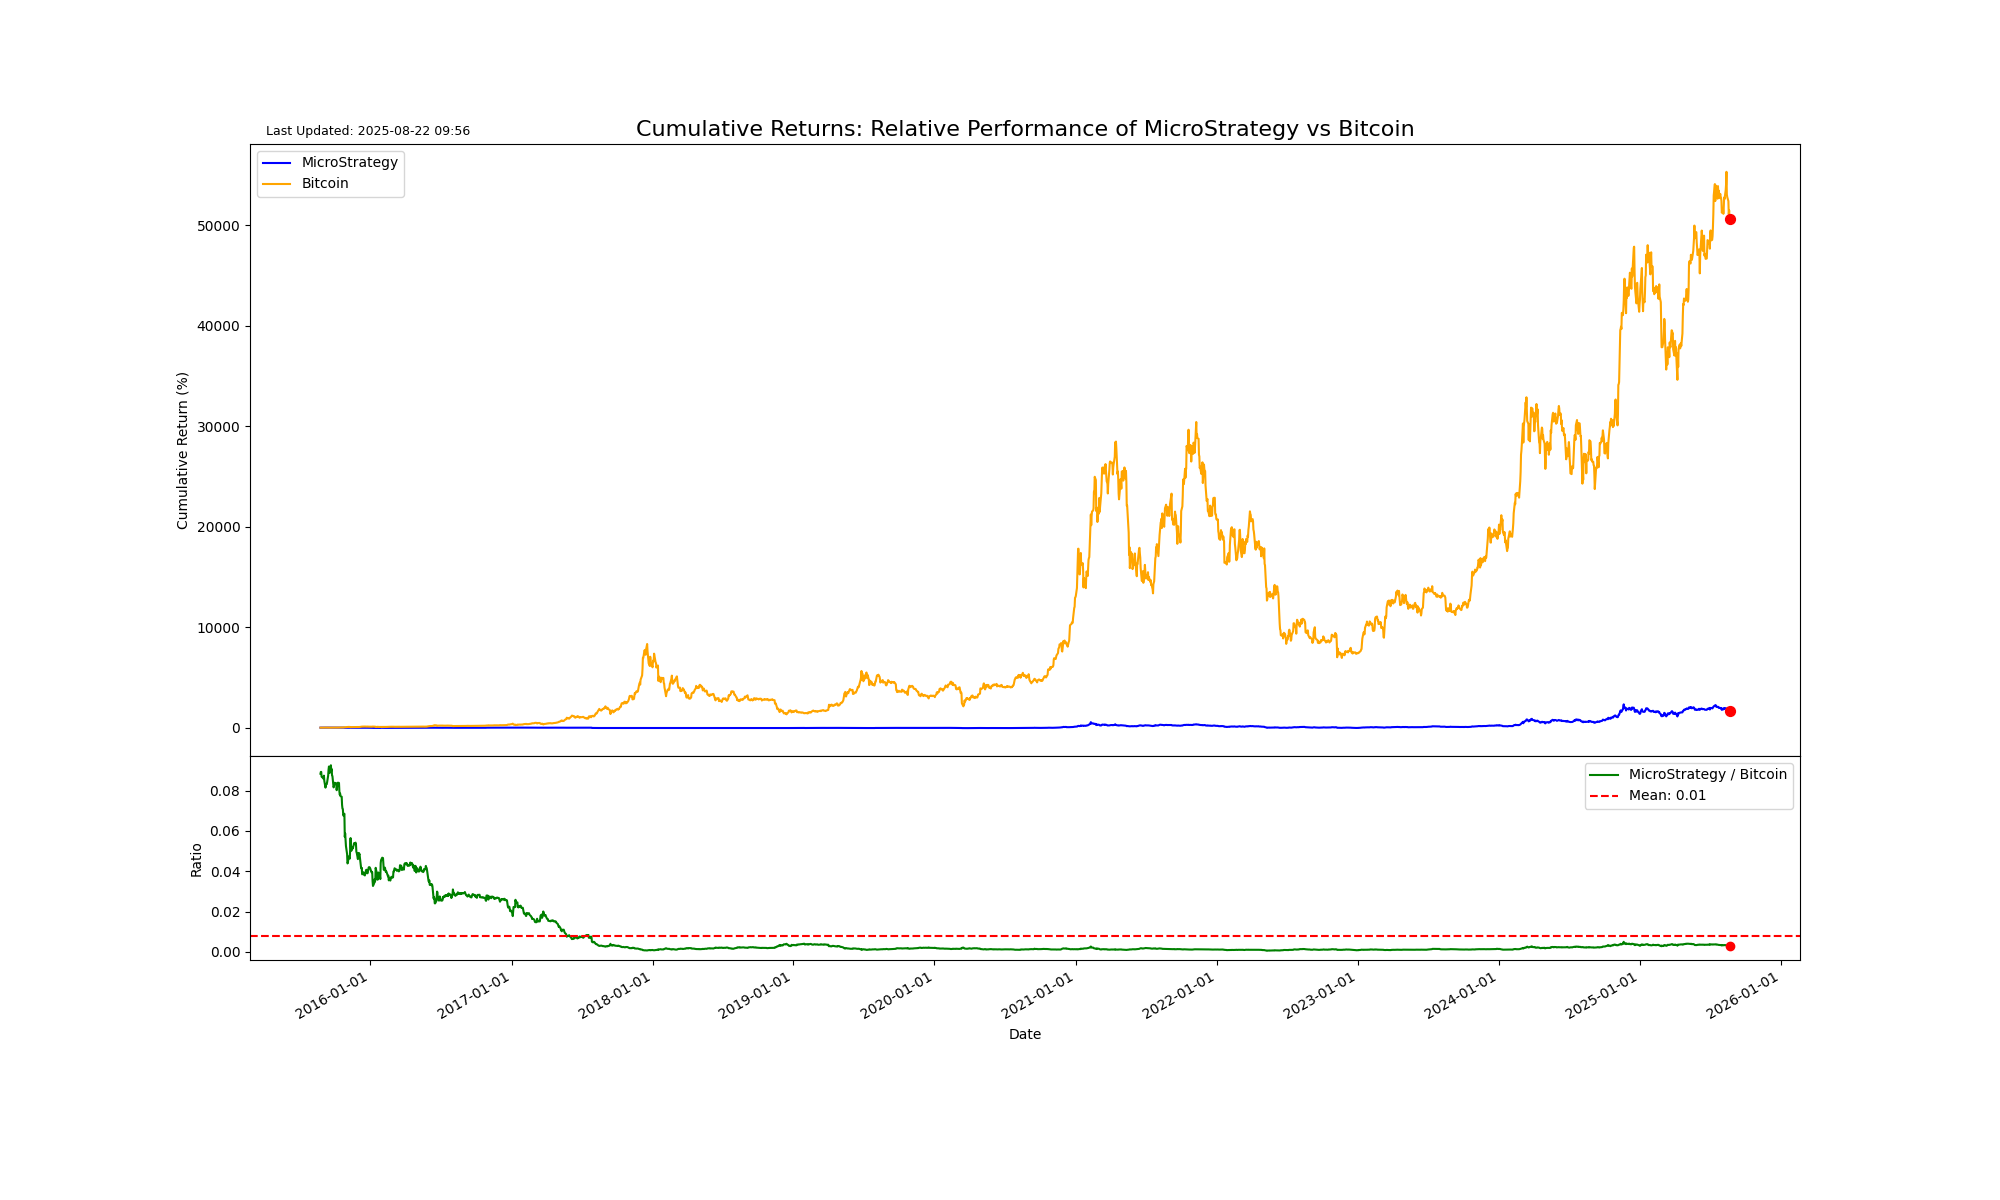 Last Updated: 2025-08-22 09:56
Cumulative Returns: Relative Performance of MicroStrategy vs Bitcoin
MicroStrategy
Bitcoin
Cumulative Return (%)
50000
40000
30000
20000
10000
0
MicroStrategy / Bitcoin
Mean: 0.01
Ratio
0.08
0.06
0.04
0.02
0.00
2016-01-01
2017-01-01
2018-01-01
2019-01-01
2020-01-01
2021-01-01
2022-01-01
2023-01-01
2024-01-01
2025-01-01
2026-01-01
Date